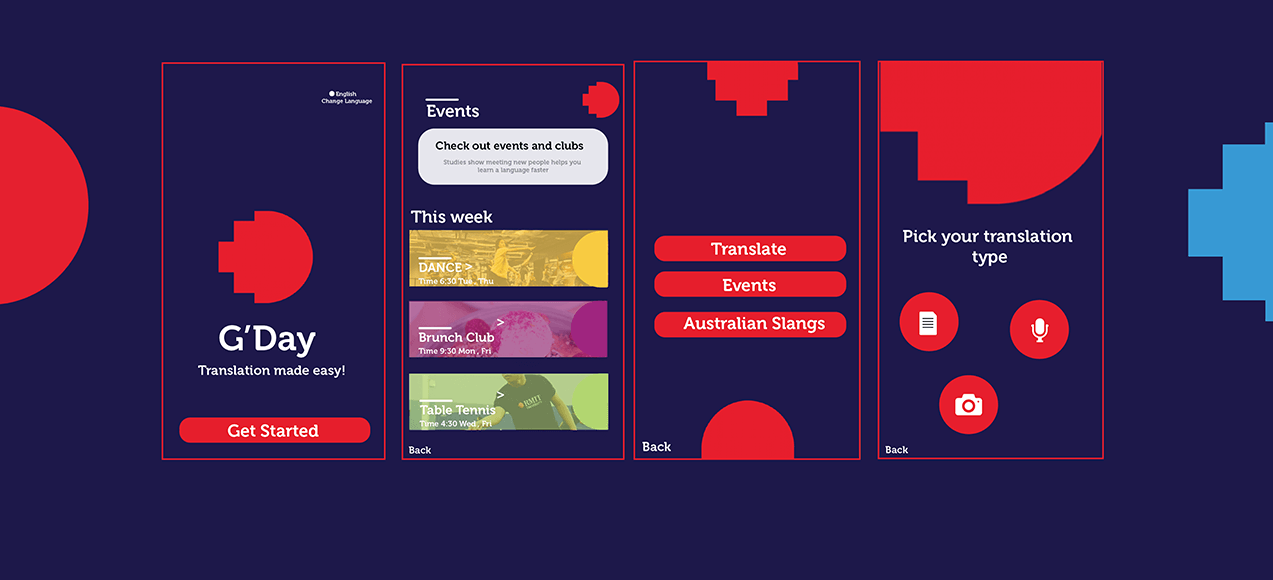 English
Change Language
G'Day
Translation made easy!
Get Started
Events
Check out events and clubs
Studies show meeting new people helps you
learn a language faster
This week
DANCE >
Time 6:30 Tue , Thu
>
Brunch Club
Time 9:30 Mon , Fri
>
Table Tennis
Time 4:30 Wed , Fri
Back
Translate
Events
Australian Slangs
Back
Pick your translation
type
Back